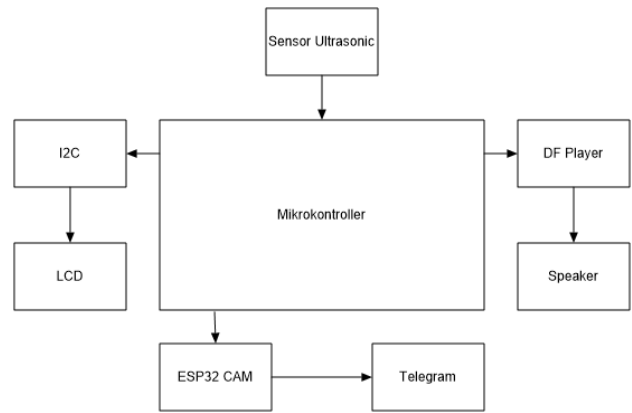 Sensor Ultrasonic
I2C
Mikrokontroller
DF Player
LCD
Speaker
ESP32 CAM
Telegram